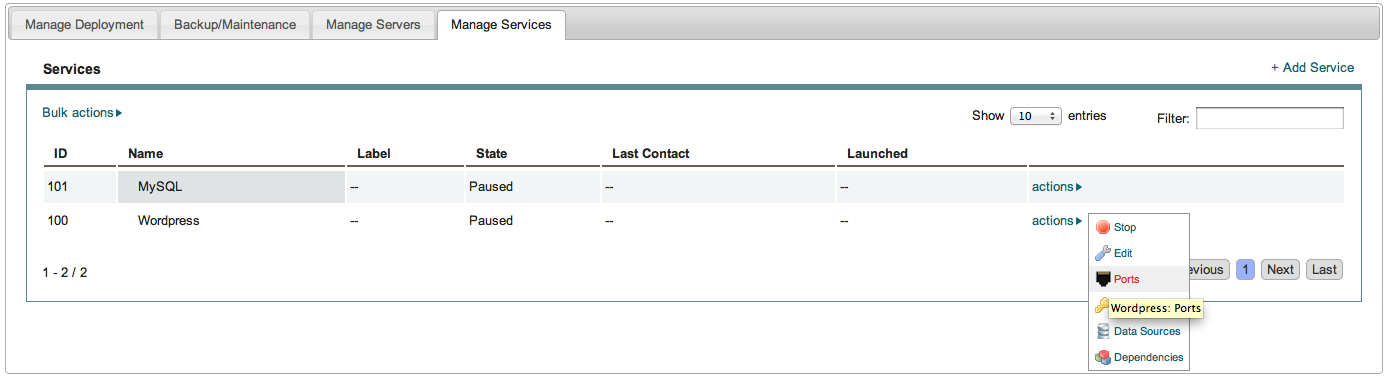 Manage Deployment Backup/Maintenance Manage Servers Manage Services
Services + Add Service
Bulk actions Show 10 entries Filter:
ID Name Label State Last Contact Launched
101 MySQL -- Paused -- -- actions
100 Wordpress -- Paused -- -- actions
Stop
Edit
1 - 2 / 2 evious 1 Next Last
Ports
Wordpress: Ports
Data Sources
Dependencies